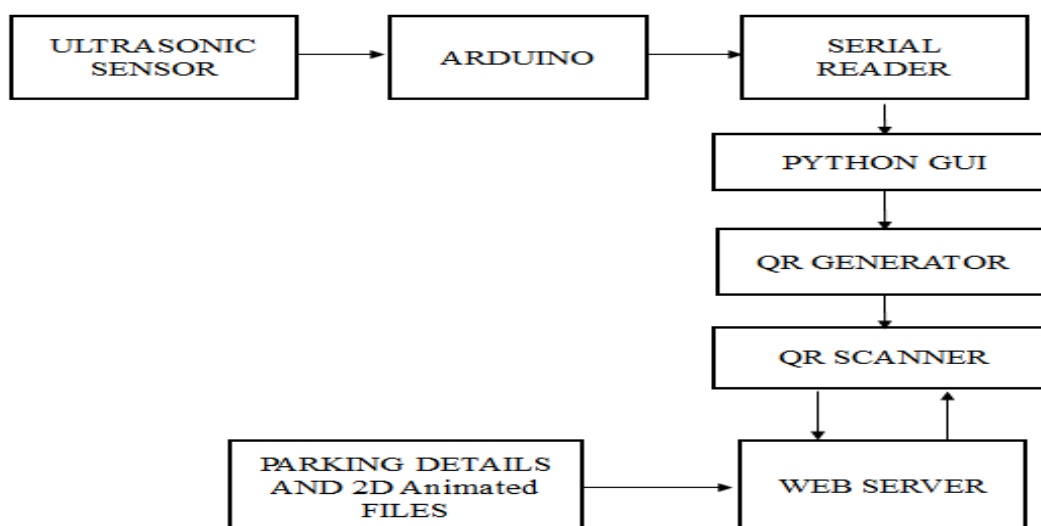 ULTRASONIC
SENSOR
ARDUINO
SERIAL
READER
PYTHON GUI
QR GENERATOR
QR SCANNER
PARKING DETAILS
AND 2D Animated
FILES
WEB SERVER